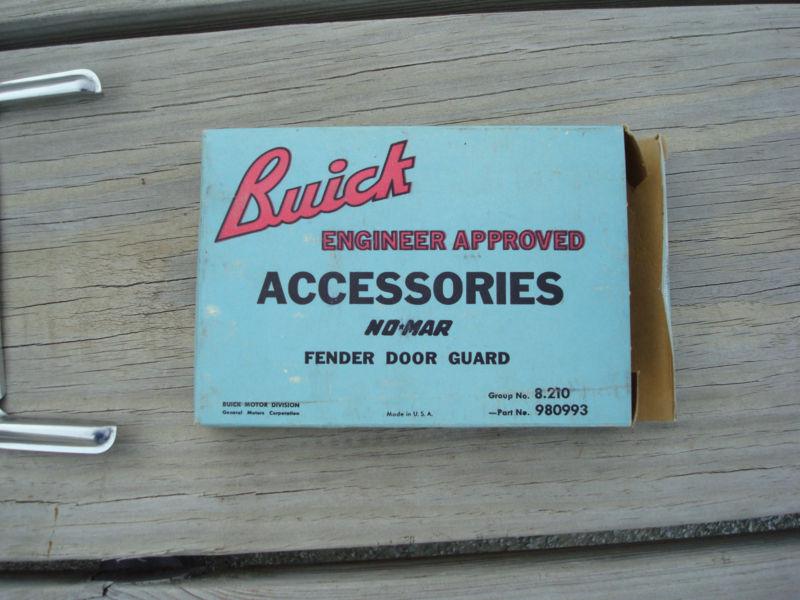 Buick
ENGINEER APPROVED
ACCESSORIES
NO-MAR
FENDER DOOR GUARD
BUICK MOTOR DIVISION
General Motors Corporation
Made in U. S. A.
Group No. 8.210
—Part No. 980993